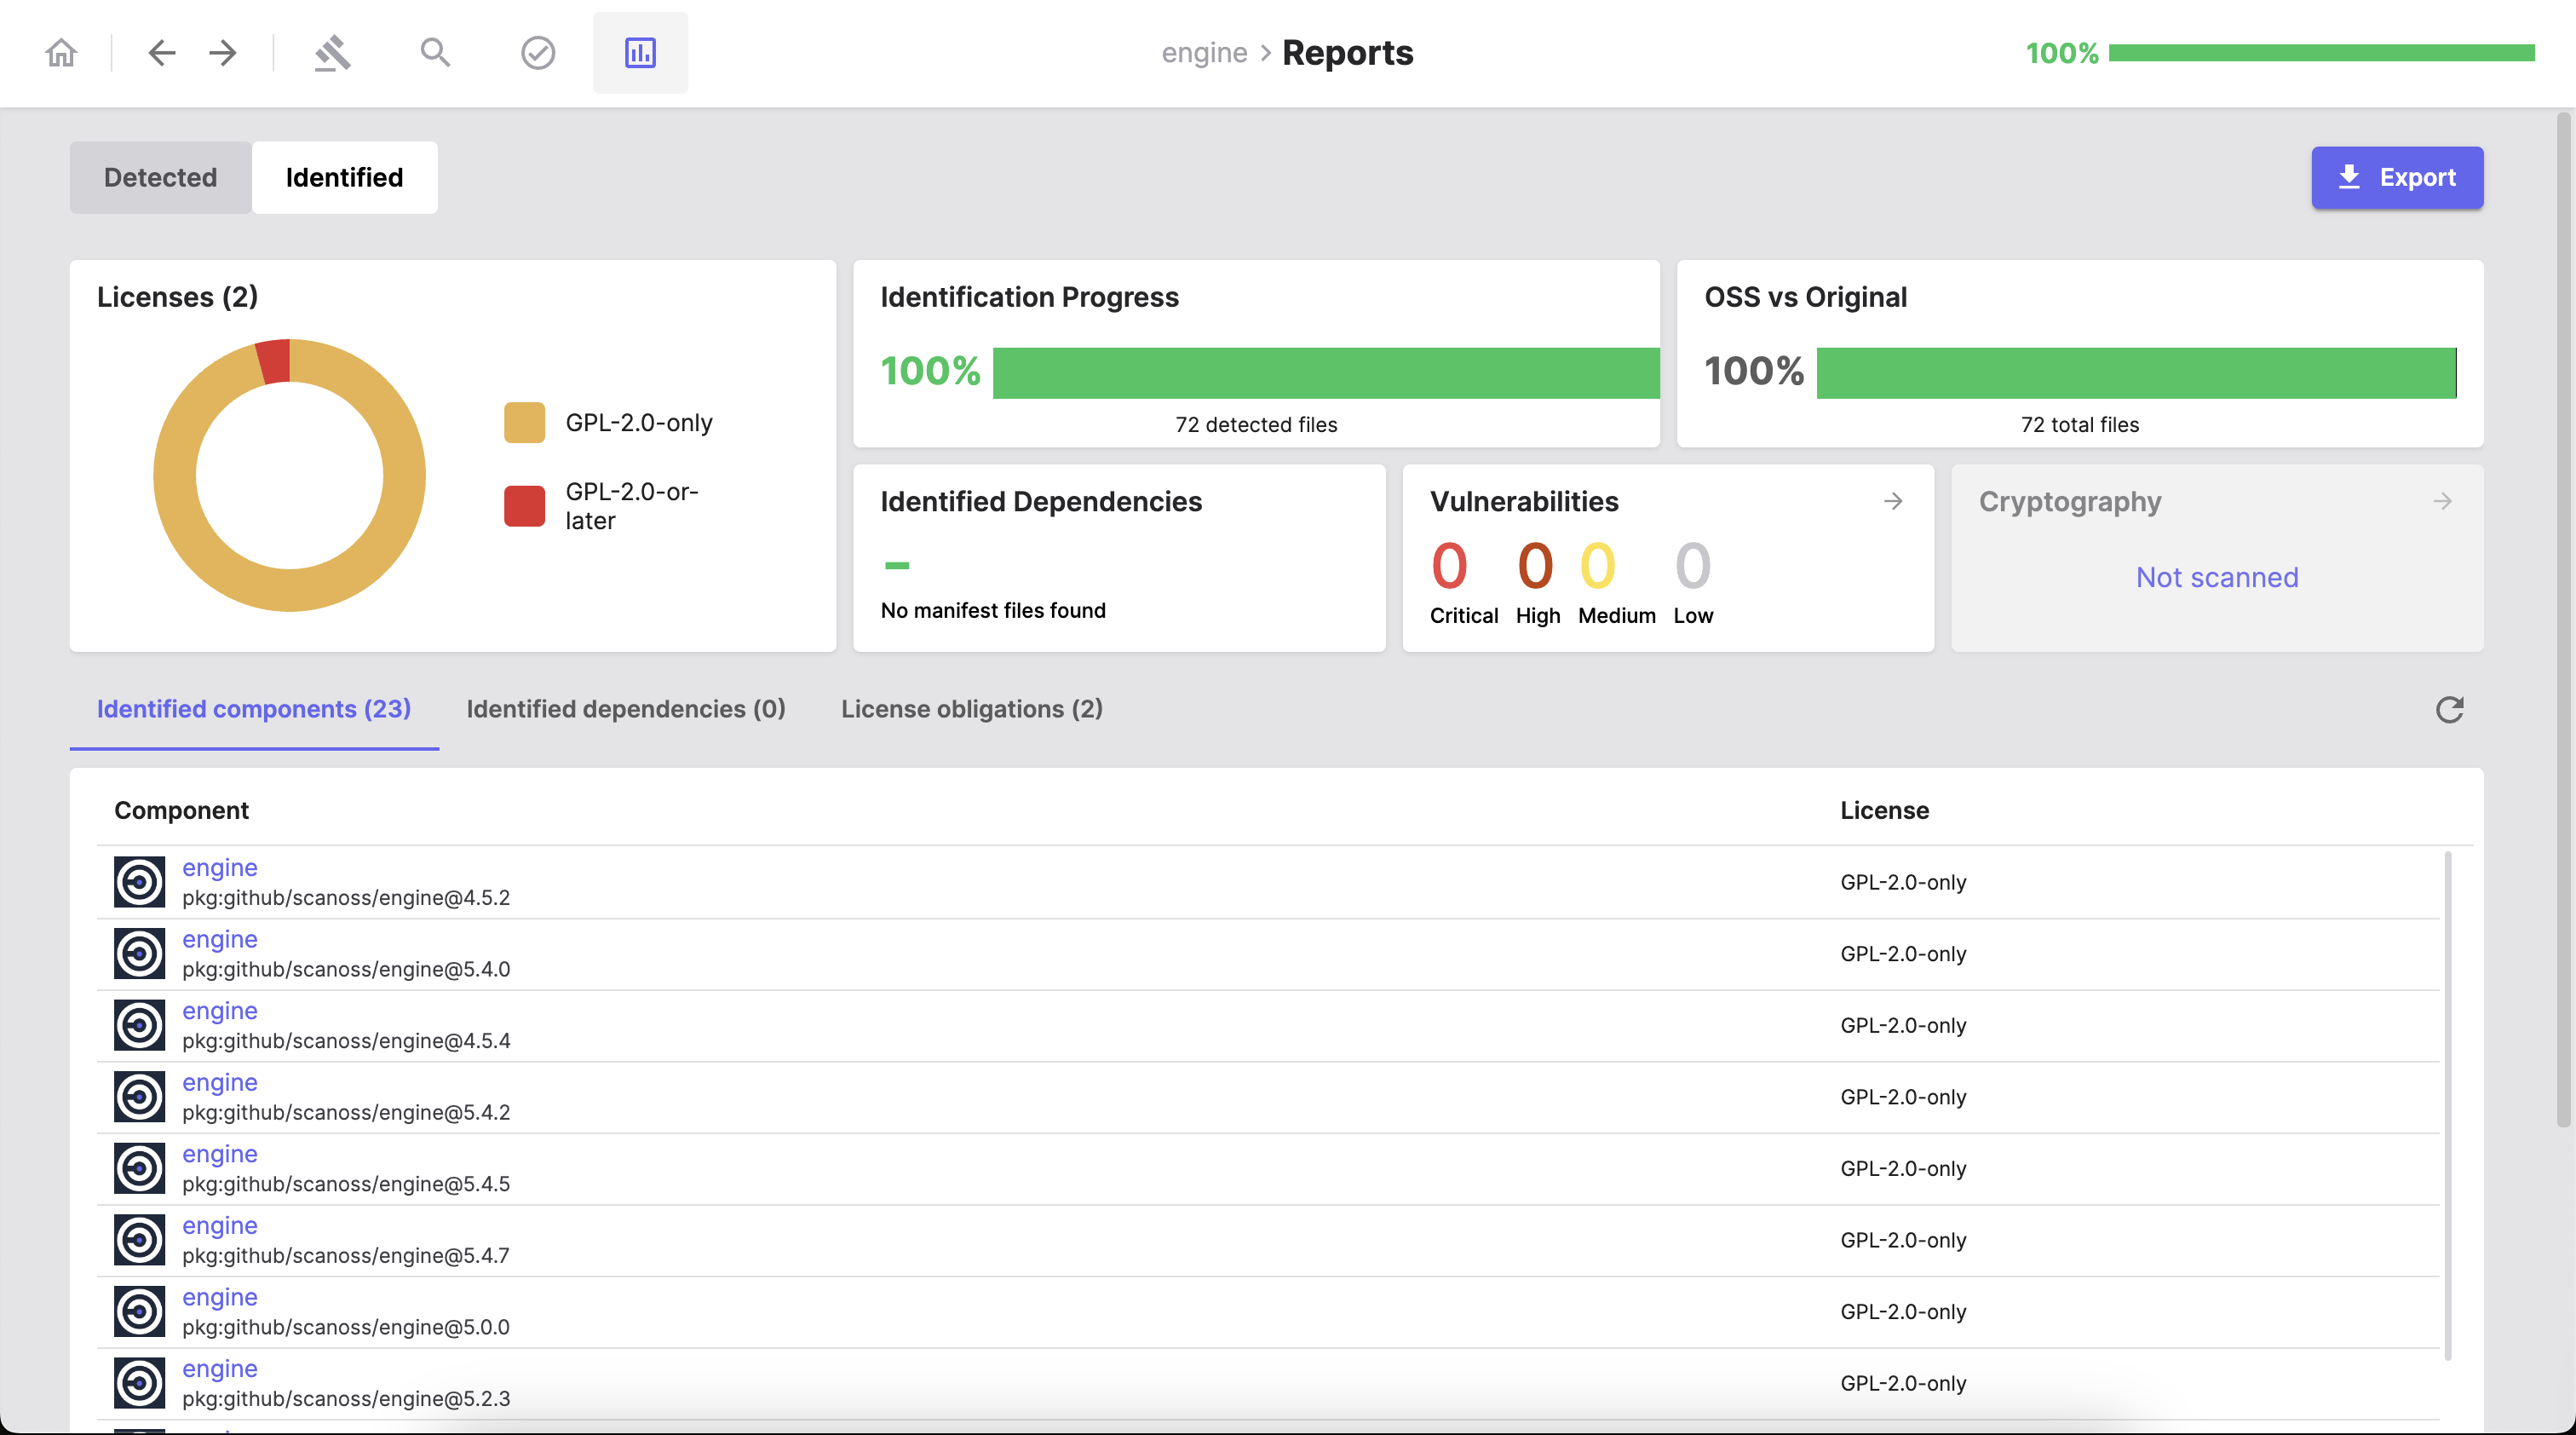 engine > Reports
100%
Detected
Identified
Export
Licenses (2)
GPL-2.0-only
GPL-2.0-or-
later
Identification Progress
100%
72 detected files
OSS vs Original
100%
72 total files
Identified Dependencies
–
No manifest files found
Vulnerabilities
0 0 0 0
Critical High Medium Low
Cryptography
Not scanned
Identified components (23)
Identified dependencies (0)
License obligations (2)
Component License
engine
pkg:github/scanoss/engine@4.5.2
GPL-2.0-only
engine
pkg:github/scanoss/engine@5.4.0
GPL-2.0-only
engine
pkg:github/scanoss/engine@4.5.4
GPL-2.0-only
engine
pkg:github/scanoss/engine@5.4.2
GPL-2.0-only
engine
pkg:github/scanoss/engine@5.4.5
GPL-2.0-only
engine
pkg:github/scanoss/engine@5.4.7
GPL-2.0-only
engine
pkg:github/scanoss/engine@5.0.0
GPL-2.0-only
engine
pkg:github/scanoss/engine@5.2.3
GPL-2.0-only